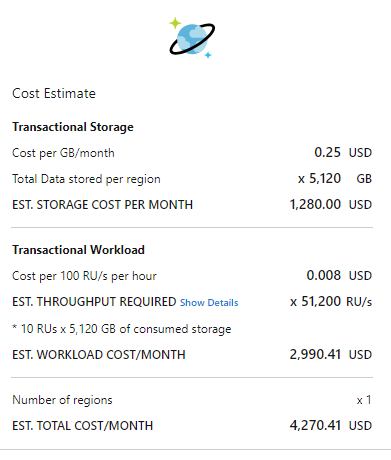 Cost Estimate
Transactional Storage
Cost per GB/month 0.25 USD
Total Data stored per region x 5,120 GB
EST. STORAGE COST PER MONTH 1,280.00 USD
Transactional Workload
Cost per 100 RU/s per hour 0.008 USD
EST. THROUGHPUT REQUIRED Show Details x 51,200 RU/s
* 10 RUs x 5,120 GB of consumed storage
EST. WORKLOAD COST/MONTH 2,990.41 USD
Number of regions x 1
EST. TOTAL COST/MONTH 4,270.41 USD